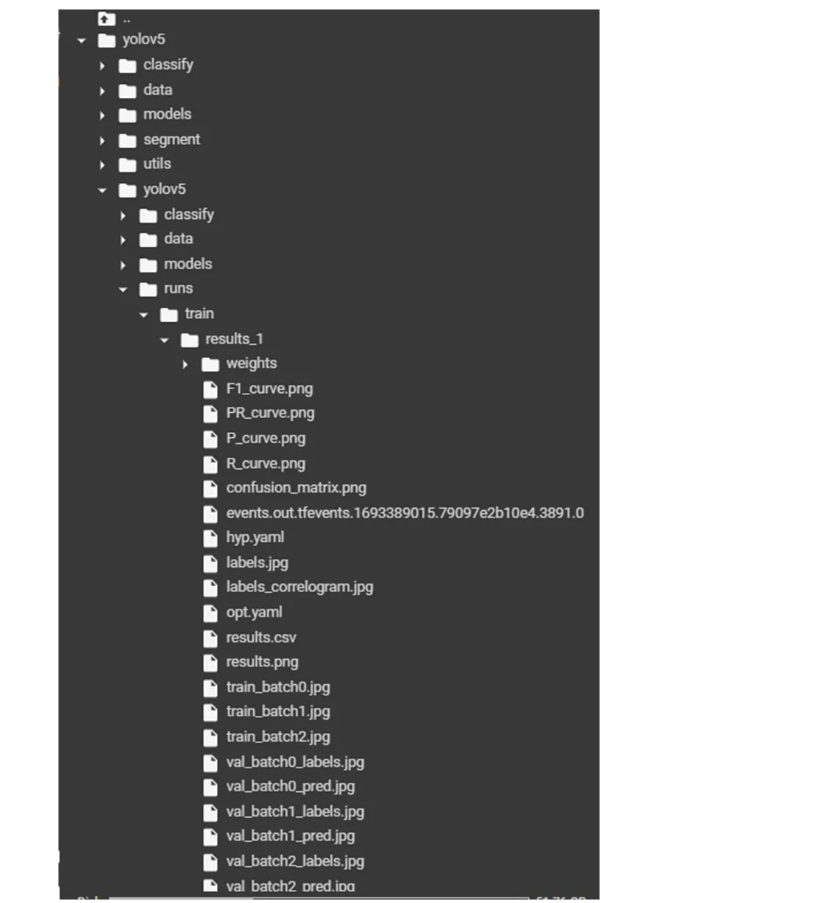 ..
yolov5
classify
data
models
segment
utils
yolov5
classify
data
models
runs
train
results_1
weights
F1_curve.png
PR_curve.png
P_curve.png
R_curve.png
confusion_matrix.png
events.out.tfevents.1693389015.79097e2b10e4.3891.0
hyp.yaml
labels.jpg
labels_correlogram.jpg
opt.yaml
results.csv
results.png
train_batch0.jpg
train_batch1.jpg
train_batch2.jpg
val_batch0_labels.jpg
val_batch0_pred.jpg
val_batch1_labels.jpg
val_batch1_pred.jpg
val_batch2_labels.jpg
val_batch2_pred.jpg